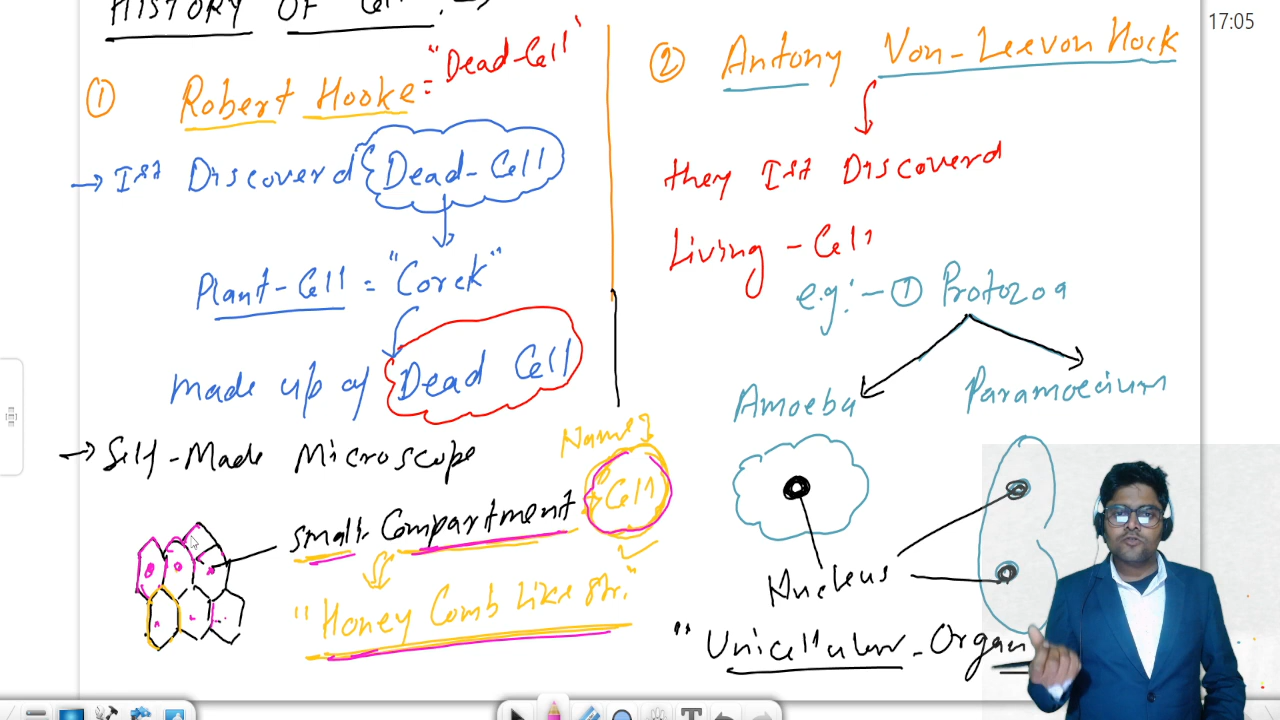 HISTORY OF Cell :→
17:05
① Robert Hooke = "Dead-Cell"
→ Ist Discoverd Dead-Cell
Plant-Cell = "Corek"
made up of Dead Cell
→ Self-Made Microscope
Name
small Compartment → Cell
"Honey Comb Like str."
② Antony Von-Leevon Hock
they Ist Discoverd
Living - Cell
e.g:- ① Protozoa
Amoeba Paramoecium
Nucleus
"Unicellular-Organ